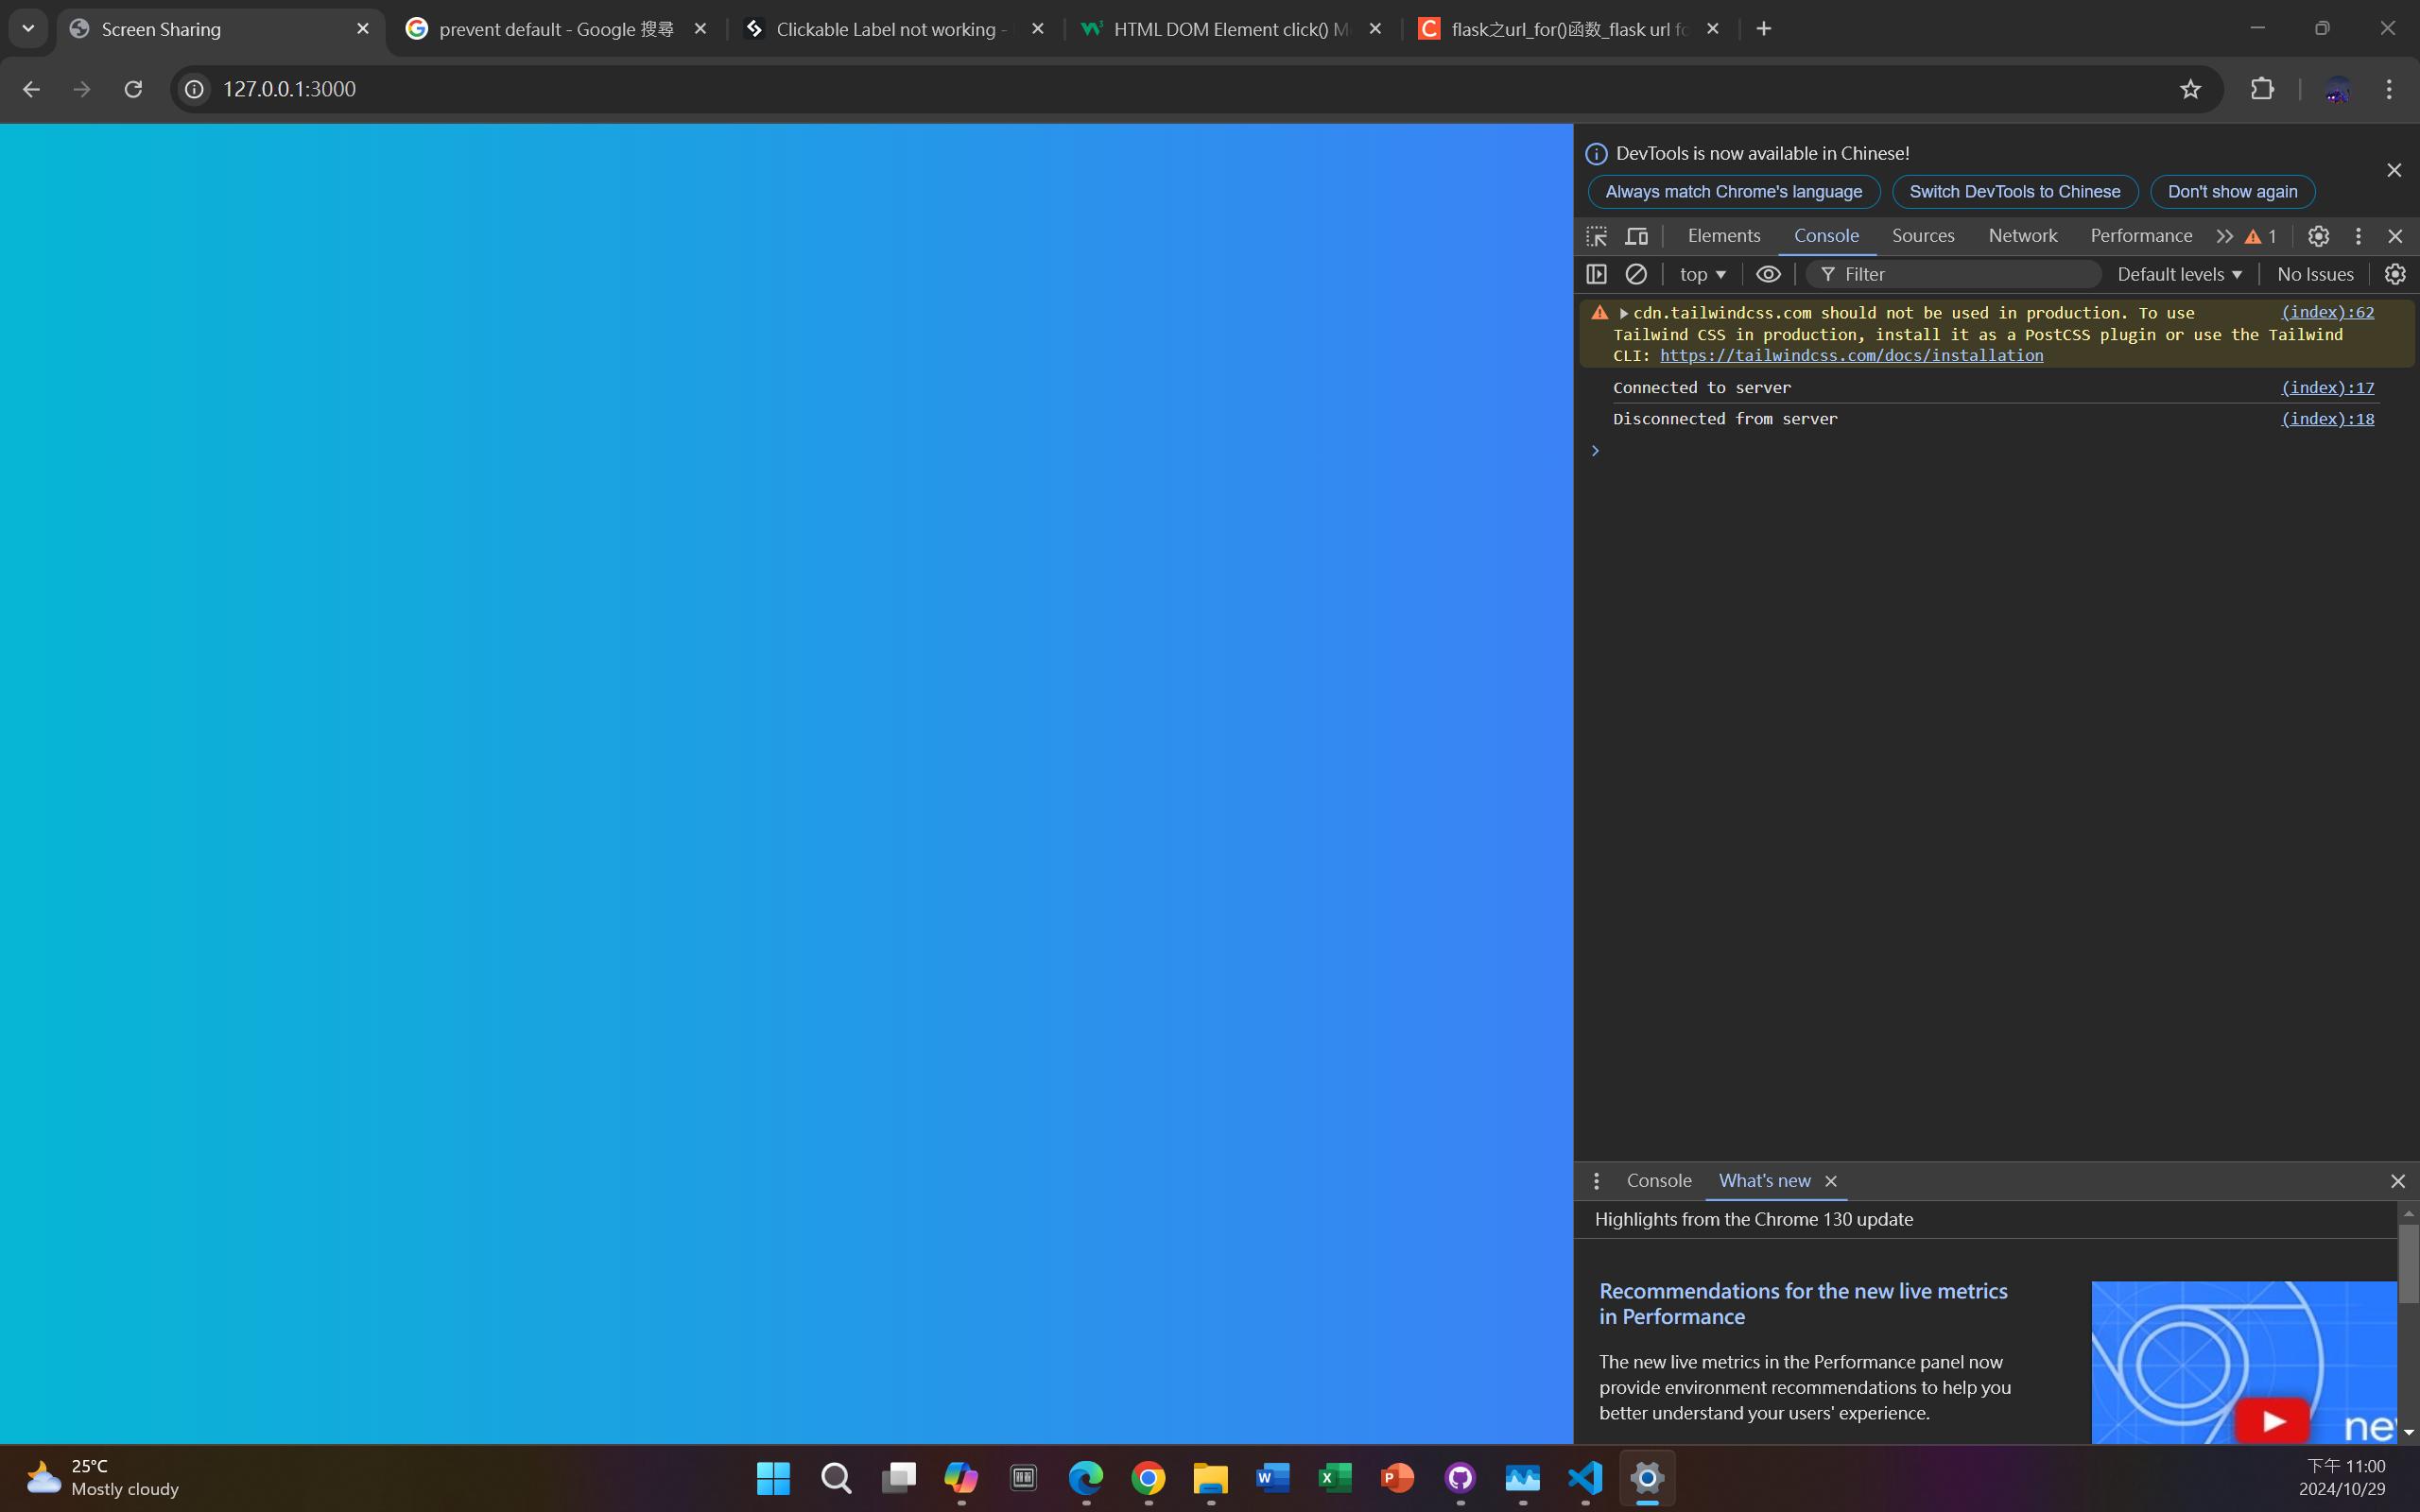 Screen Sharing
prevent default - Google 搜尋
Clickable Label not working -
HTML DOM Element click() M
flask之url_for()函数_flask url fo
127.0.0.1:3000
DevTools is now available in Chinese!
Always match Chrome's language
Switch DevTools to Chinese
Don't show again
Elements
Console
Sources
Network
Performance
1
top
Filter
Default levels
No Issues
cdn.tailwindcss.com should not be used in production. To use (index):62
Tailwind CSS in production, install it as a PostCSS plugin or use the Tailwind
CLI: https://tailwindcss.com/docs/installation
Connected to server (index):17
Disconnected from server (index):18
Console
What's new
Highlights from the Chrome 130 update
Recommendations for the new live metrics
in Performance
The new live metrics in the Performance panel now
provide environment recommendations to help you
better understand your users' experience.
ne
25°C
Mostly cloudy
下午 11:00
2024/10/29